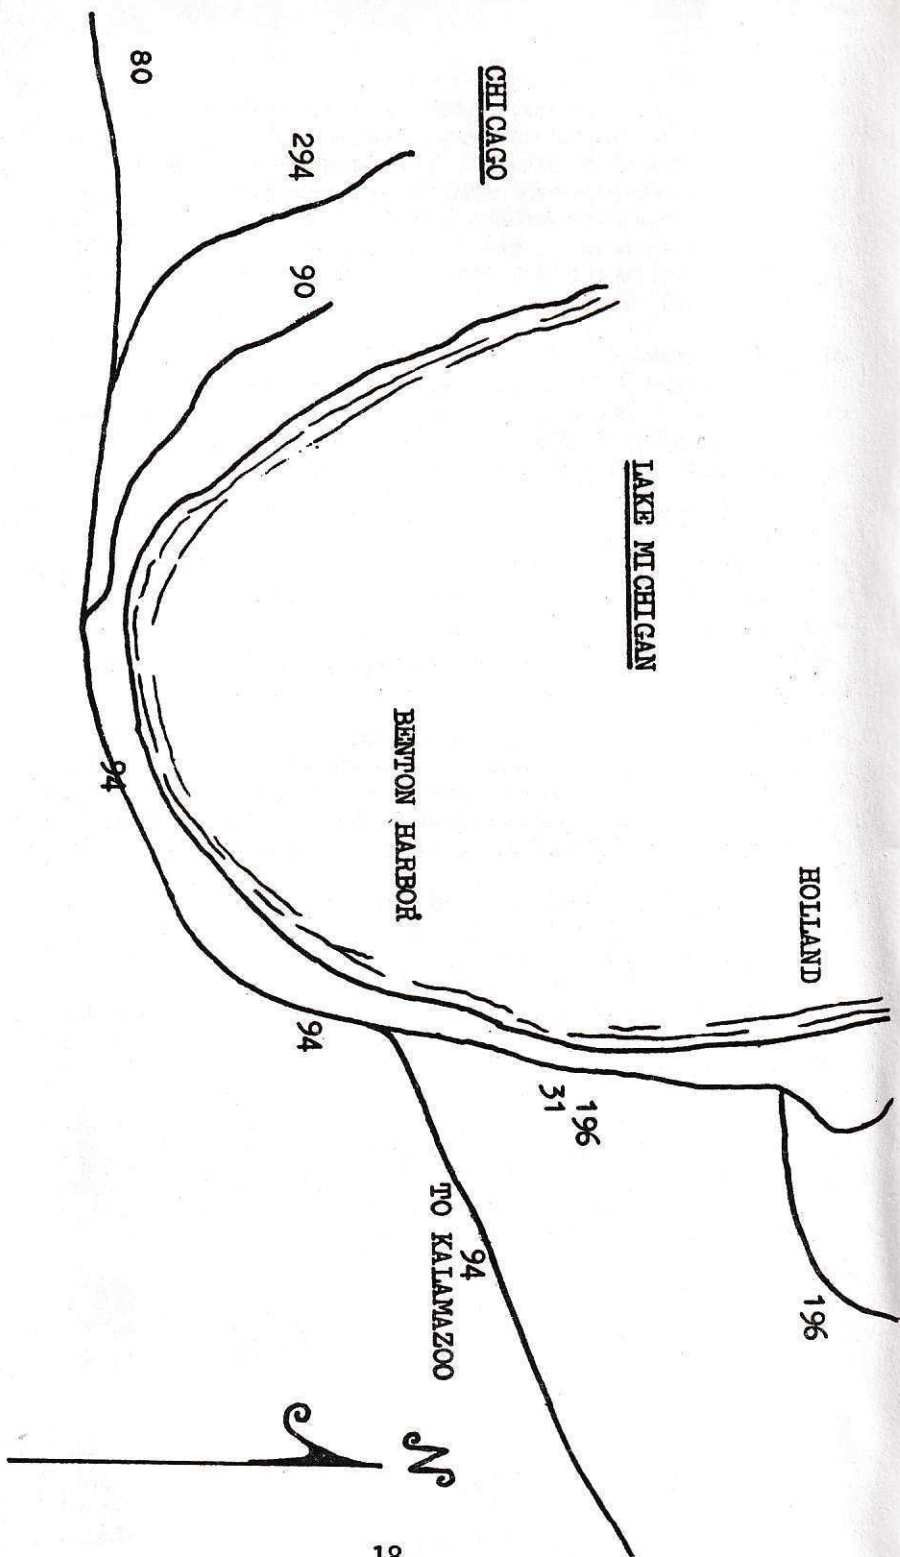 CHICAGO
LAKE MICHIGAN
HOLLAND
BENTON HARBOR
80
294
90
94
94
196
31
196
94
TO KALAMAZOO
N
18